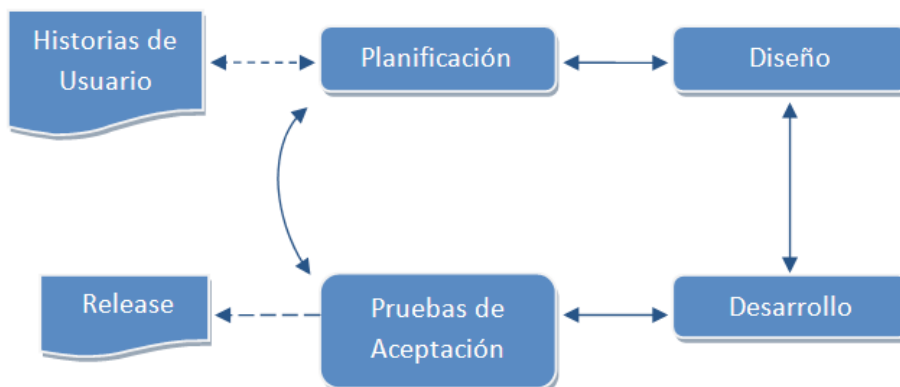 Historias de
Usuario
Planificación
Diseño
Release
Pruebas de
Aceptación
Desarrollo